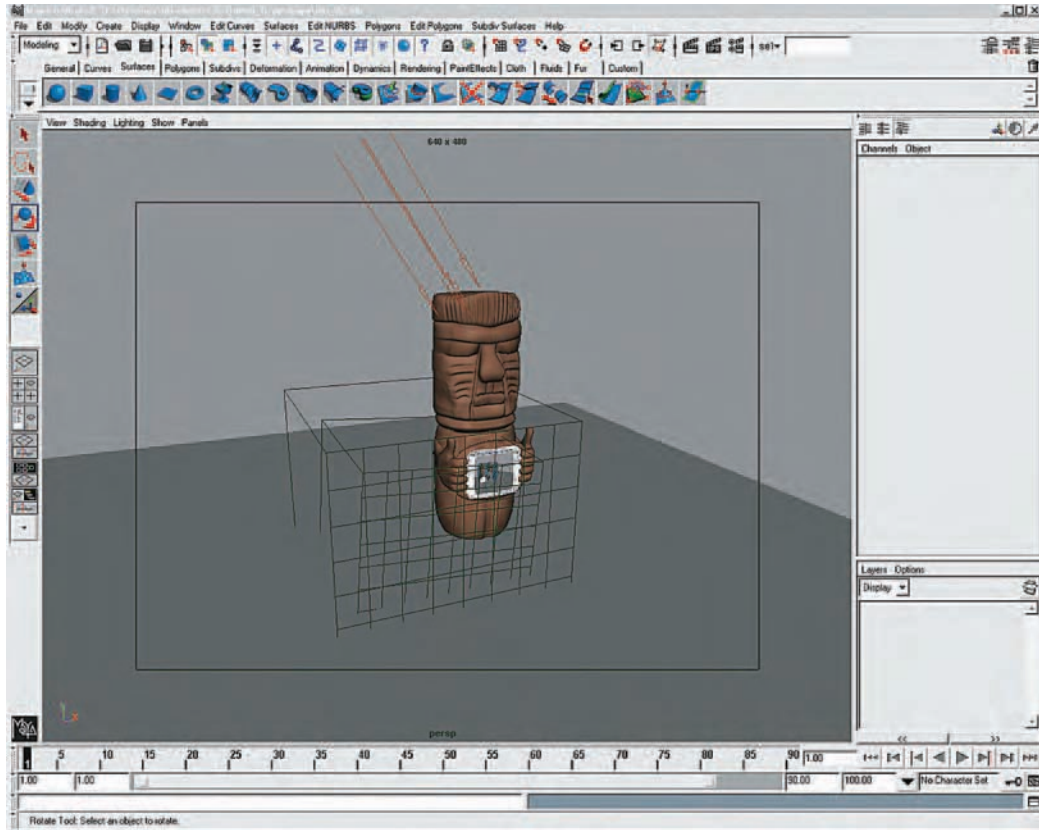 File Edit Modify Create Display Window Edit Curves Surfaces Edit NURBS Polygons Edit Polygons Subdiv Surfaces Help
Modeling sel
General Curves Surfaces Polygons Subdivs Deformation Animation Dynamics Rendering PaintEffects Cloth Fluids Fur Custom
View Shading Lighting Show Panels
Channels Object
640 x 480
Layers Options
Display
persp
MAYA
1 5 10 15 20 25 30 35 40 45 50 55 60 65 70 75 80 85 90 1.00
1.00 1.00 90.00 100.00 No Character Set
Rotate Tool: Select an object to rotate.